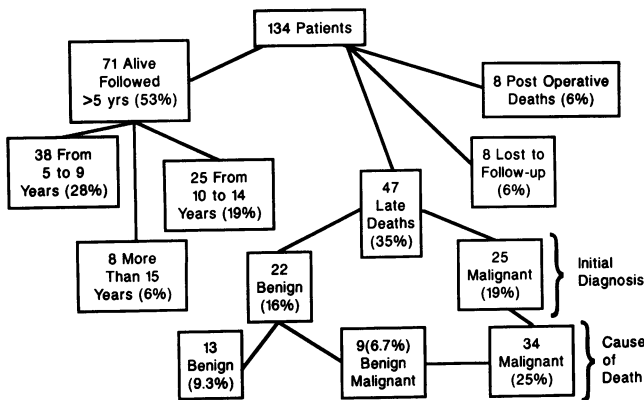 134 Patients
71 Alive
Followed
>5 yrs (53%)
8 Post Operative
Deaths (6%)
38 From
5 to 9
Years (28%)
25 From
10 to 14
Years (19%)
8 Lost to
Follow-up
(6%)
47
Late
Deaths
(35%)
8 More
Than 15
Years (6%)
22
Benign
(16%)
25
Malignant
(19%)
Initial
Diagnosis
13
Benign
(9.3%)
9(6.7%)
Benign
Malignant
34
Malignant
(25%)
Cause
of
Death